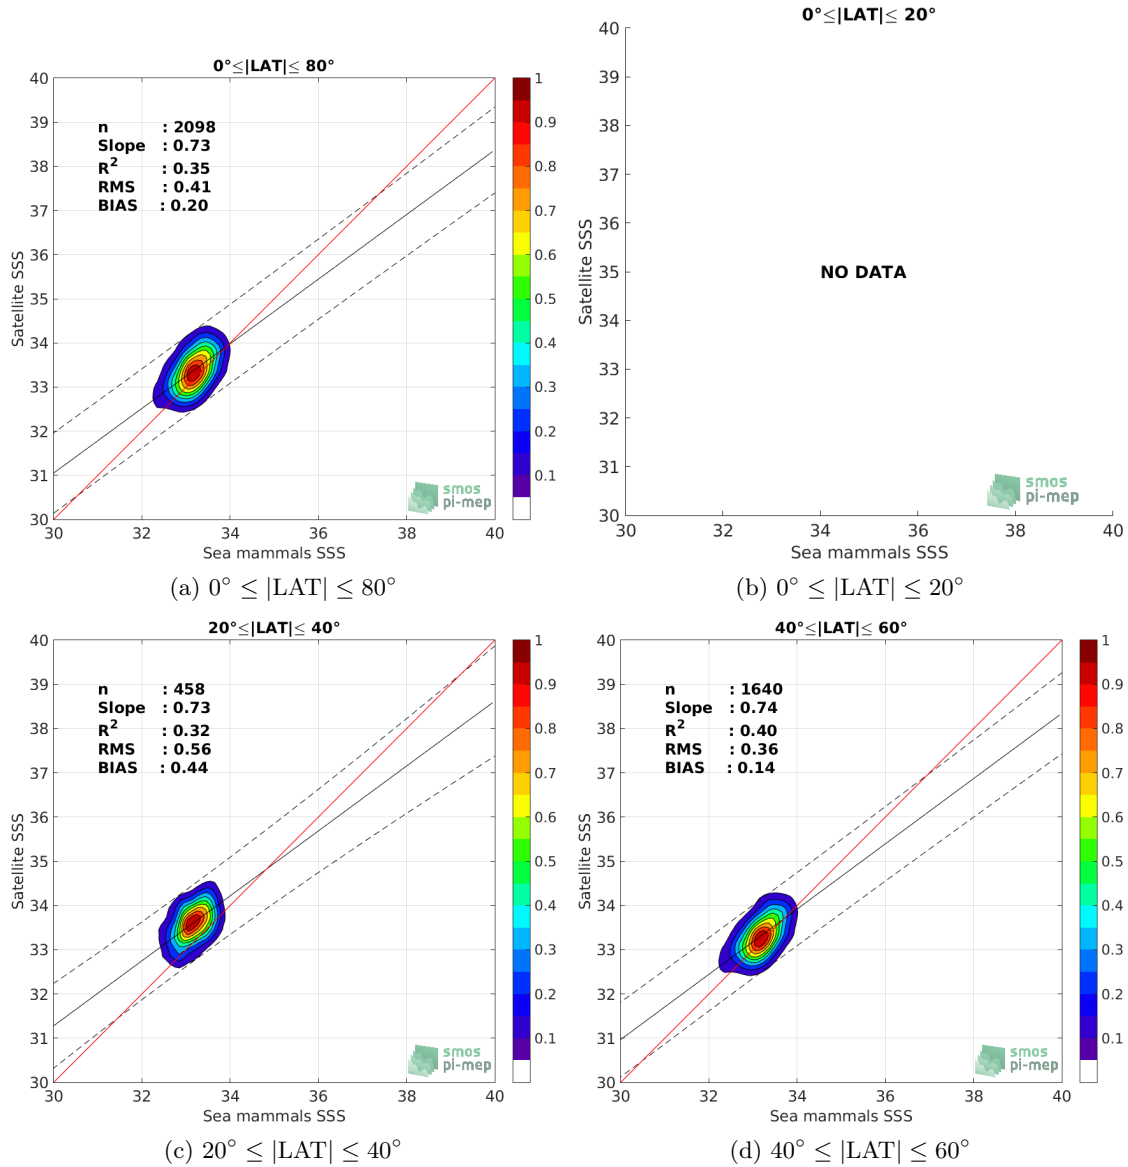 0°≤|LAT|≤ 80°
40
39
38
37
36
35
34
33
32
31
30
n : 2098
Slope : 0.73
R2 : 0.35
RMS : 0.41
BIAS : 0.20
Satellite SSS
30 32 34 36 38 40
Sea mammals SSS
smos
pi-mep
1
0.9
0.8
0.7
0.6
0.5
0.4
0.3
0.2
0.1
(a) 0° ≤ |LAT| ≤ 80°
0°≤|LAT|≤ 20°
40
39
38
37
36
35
34
33
32
31
30
Satellite SSS
NO DATA
smos
pi-mep
30 32 34 36 38 40
Sea mammals SSS
(b) 0° ≤ |LAT| ≤ 20°
20°≤|LAT|≤ 40°
40
39
38
37
36
35
34
33
32
31
30
n : 458
Slope : 0.73
R2 : 0.32
RMS : 0.56
BIAS : 0.44
Satellite SSS
30 32 34 36 38 40
Sea mammals SSS
smos
pi-mep
1
0.9
0.8
0.7
0.6
0.5
0.4
0.3
0.2
0.1
(c) 20° ≤ |LAT| ≤ 40°
40°≤|LAT|≤ 60°
40
39
38
37
36
35
34
33
32
31
30
n : 1640
Slope : 0.74
R2 : 0.40
RMS : 0.36
BIAS : 0.14
Satellite SSS
30 32 34 36 38 40
Sea mammals SSS
smos
pi-mep
1
0.9
0.8
0.7
0.6
0.5
0.4
0.3
0.2
0.1
(d) 40° ≤ |LAT| ≤ 60°